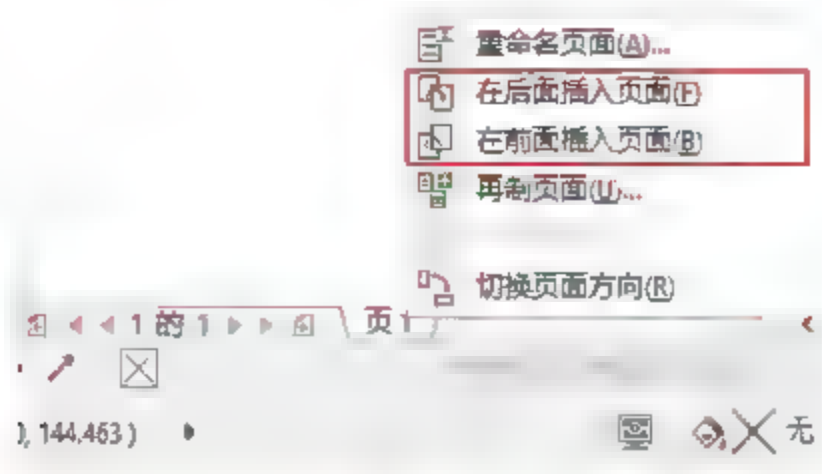 重命名页面(A)...
在后面插入页面(F)
在前面插入页面(B)
再制页面(U)...
切换页面方向(R)
1 的 1 页 1
), 144.463 )
无